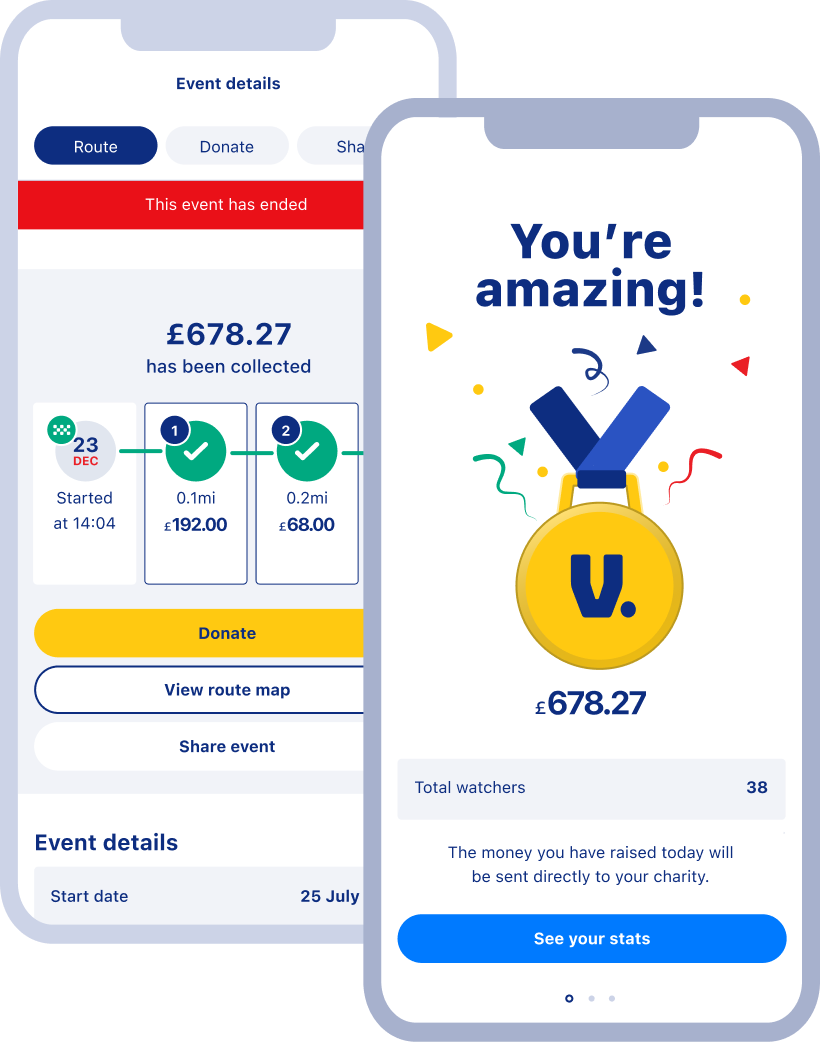 Event details
Route
Donate
Sha
This event has ended
£678.27
has been collected
23
DEC
Started
at 14:04
1
0.1mi
£192.00
2
0.2mi
£68.00
Donate
View route map
Share event
Event details
Start date
25 July
You’re
amazing!
V.
£678.27
Total watchers
38
The money you have raised today will
be sent directly to your charity.
See your stats